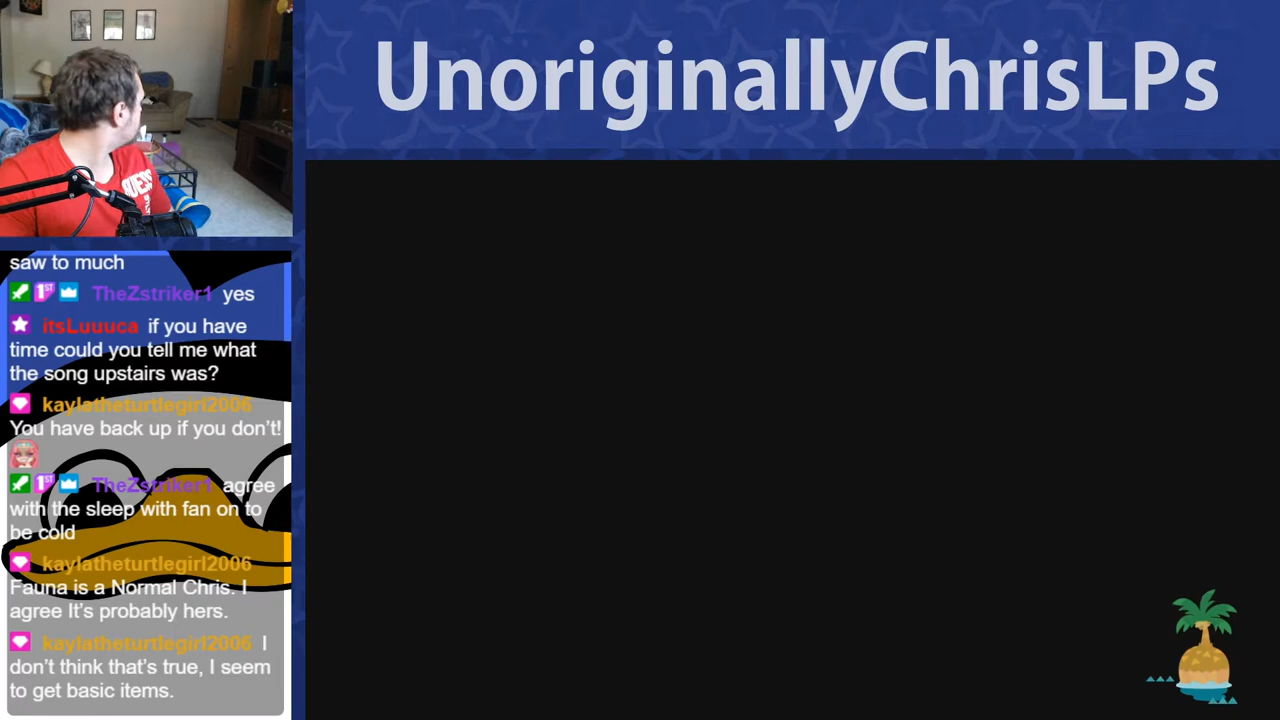 UnoriginallyChrisLPs
saw to much
TheZstriker1 yes
itsLuuuca if you have
time could you tell me what
the song upstairs was?
kaylatheturtlegirl2006
You have back up if you don't!
TheZstriker1 agree
with the sleep with fan on to
be cold
kaylatheturtlegirl2006
Fauna is a Normal Chris. I
agree It's probably hers.
kaylatheturtlegirl2006 I
don't think that's true, I seem
to get basic items.